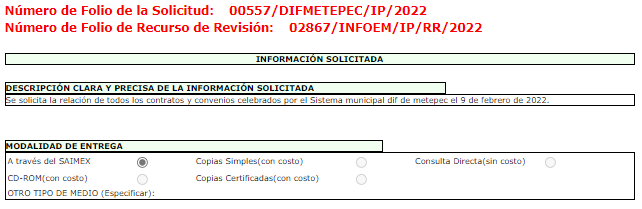 Número de Folio de la Solicitud: 00557/DIFMETEPEC/IP/2022
Número de Folio de Recurso de Revisión: 02867/INFOEM/IP/RR/2022
INFORMACIÓN SOLICITADA
DESCRIPCIÓN CLARA Y PRECISA DE LA INFORMACIÓN SOLICITADA
Se solicita la relación de todos los contratos y convenios celebrados por el Sistema municipal dif de metepec el 9 de febrero de 2022.
MODALIDAD DE ENTREGA
A través del SAIMEX Copias Simples(con costo) Consulta Directa(sin costo)
CD-ROM(con costo) Copias Certificadas(con costo)
OTRO TIPO DE MEDIO (Especificar):